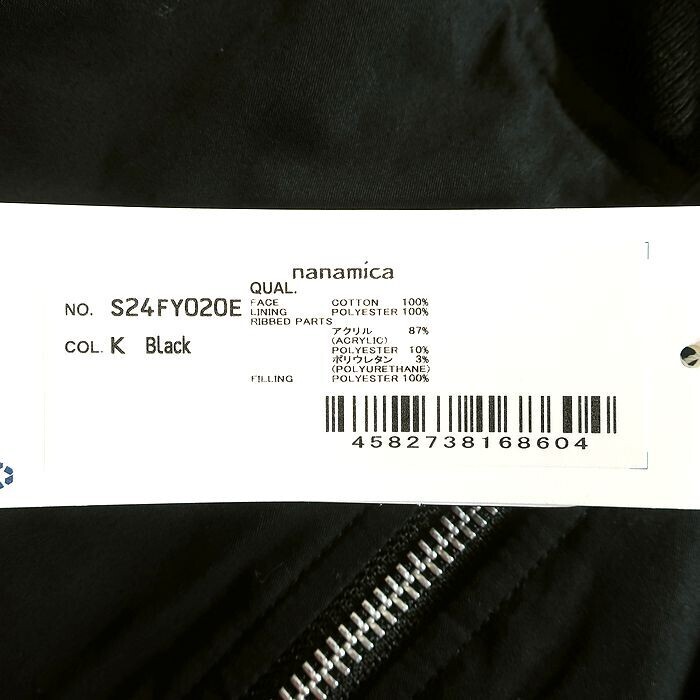 nanamica
QUAL.
NO. S24FY020E
COL. K Black
FACE COTTON 100%
LINING POLYESTER 100%
RIBBED PARTS
アクリル 87%
(ACRYLIC)
POLYESTER 10%
ポリウレタン 3%
(POLYURETHANE)
FILLING POLYESTER 100%
4582738168604